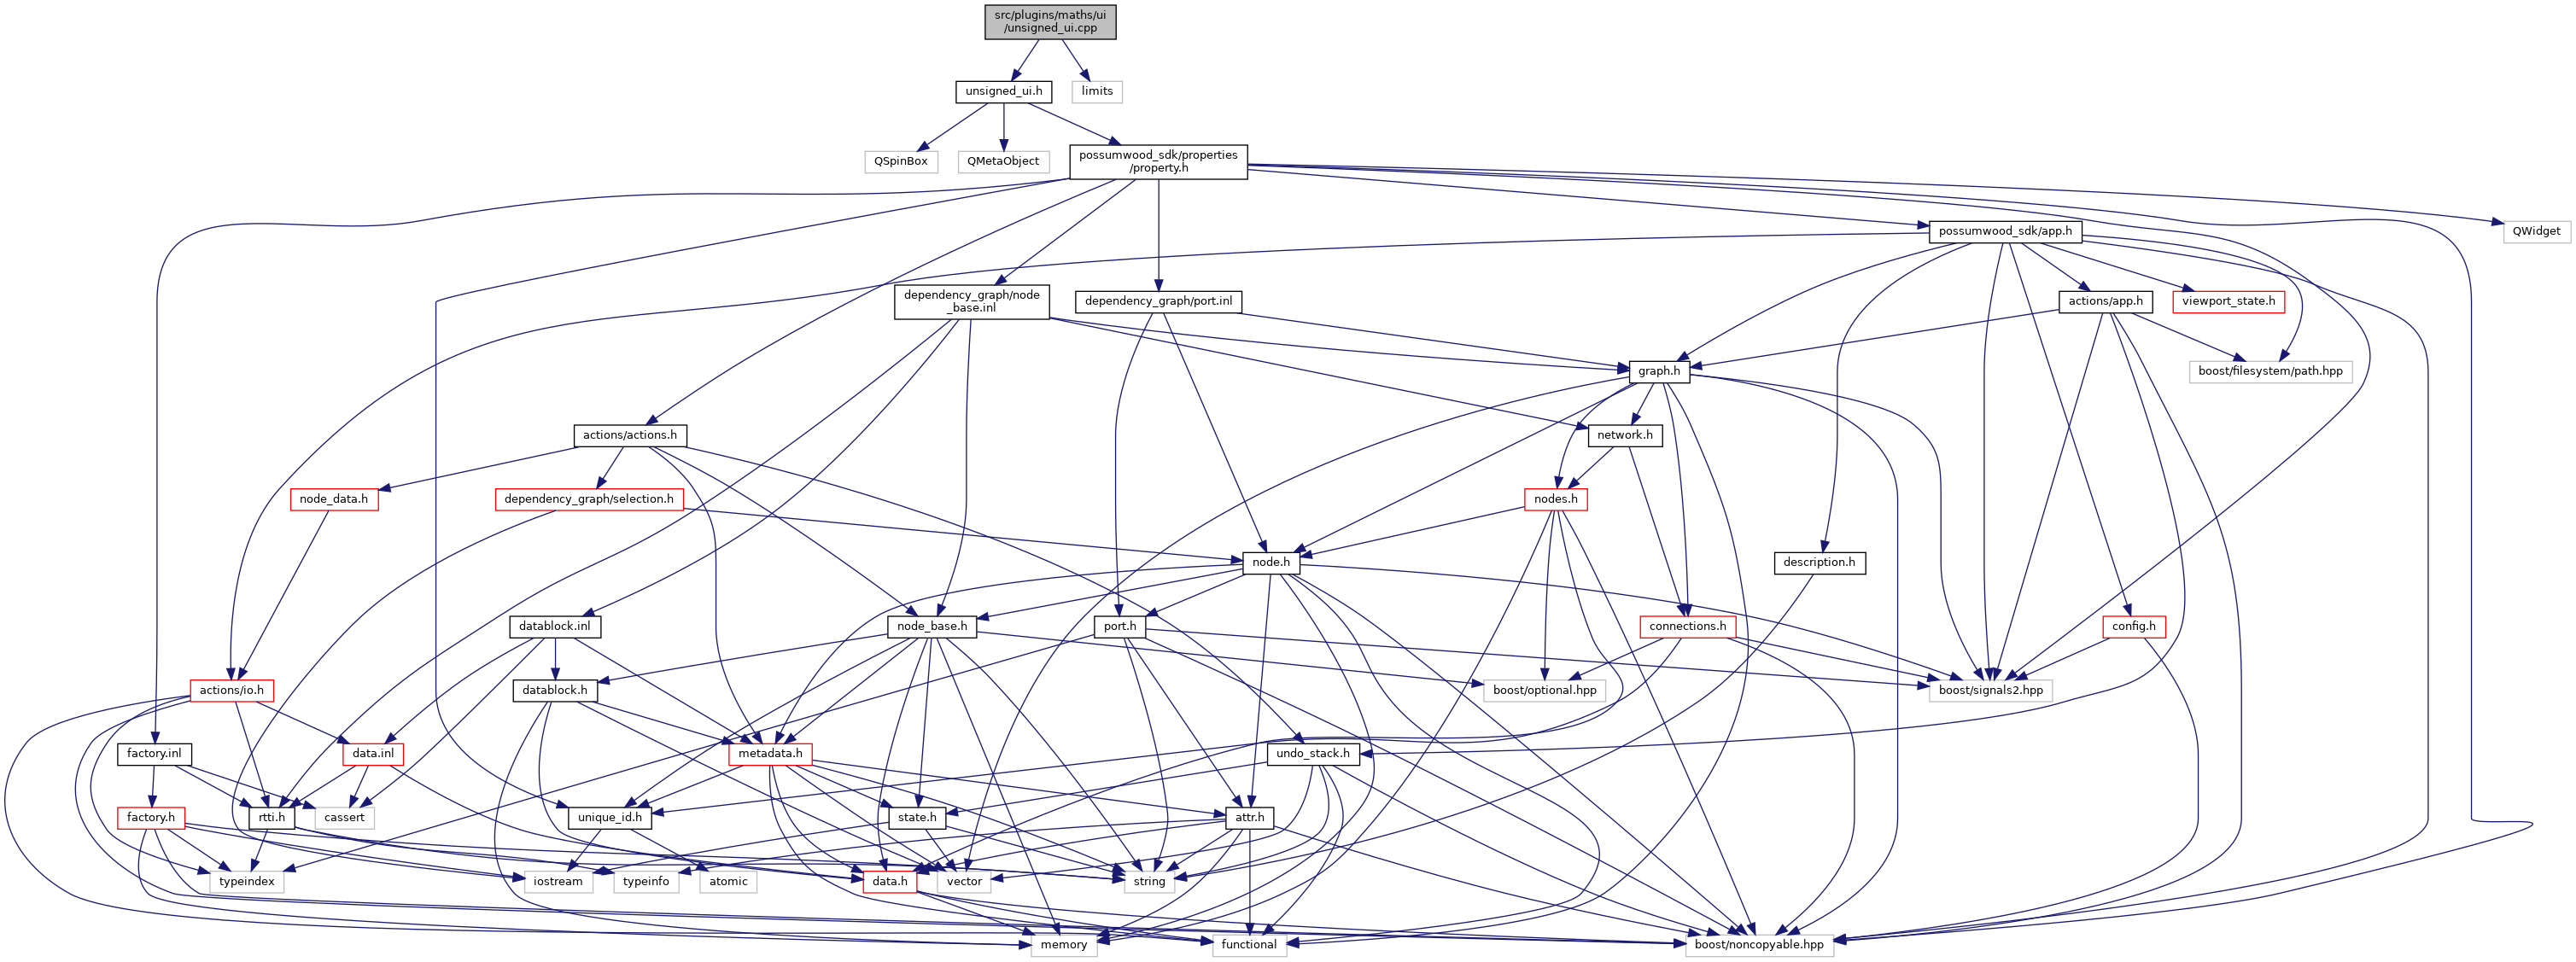 src/plugins/maths/ui
/unsigned_ui.cpp
unsigned_ui.h
limits
QSpinBox
QMetaObject
possumwood_sdk/properties
/property.h
possumwood_sdk/app.h
QWidget
dependency_graph/node
_base.inl
dependency_graph/port.inl
actions/app.h
viewport_state.h
graph.h
boost/filesystem/path.hpp
actions/actions.h
network.h
node_data.h
dependency_graph/selection.h
nodes.h
node.h
description.h
datablock.inl
node_base.h
port.h
connections.h
config.h
actions/io.h
datablock.h
boost/optional.hpp
boost/signals2.hpp
factory.inl
data.inl
metadata.h
undo_stack.h
factory.h
rtti.h
cassert
unique_id.h
state.h
attr.h
typeindex
iostream
typeinfo
atomic
data.h
vector
string
memory
functional
boost/noncopyable.hpp